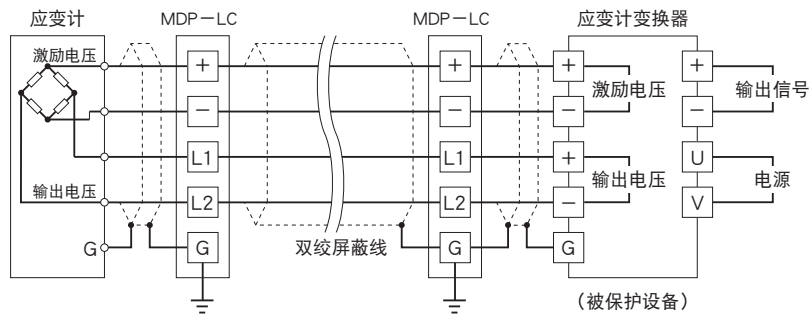 应变计
MDP－LC
MDP－LC
应变计变换器
激励电压
+
+
+
+
激励电压
输出信号
－
－
－
－
L1
L1
+
U
输出电压
电源
输出电压
L2
L2
－
V
G
G
双绞屏蔽线
G
G
（被保护设备）